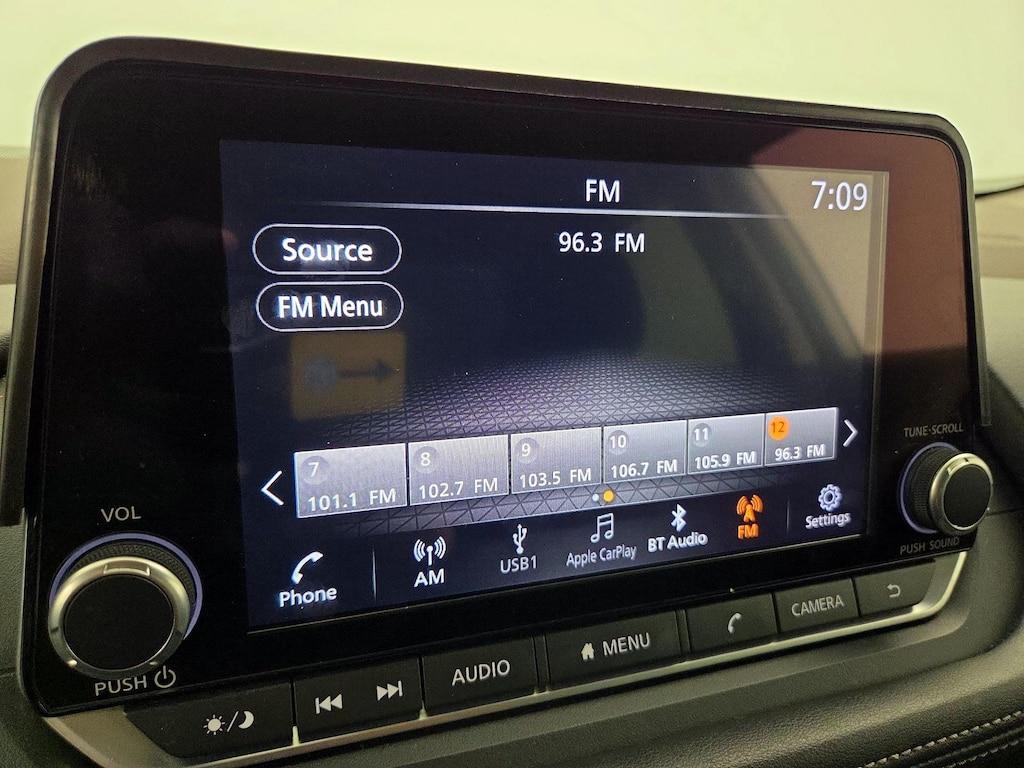 FM
7:09
Source
96.3 FM
FM Menu
7
101.1 FM
8
102.7 FM
9
103.5 FM
10
106.7 FM
11
105.9 FM
12
96.3 FM
TUNE·SCROLL
VOL
Phone
AM
USB1
Apple CarPlay
BT Audio
FM
Settings
PUSH SOUND
PUSH
AUDIO
MENU
CAMERA